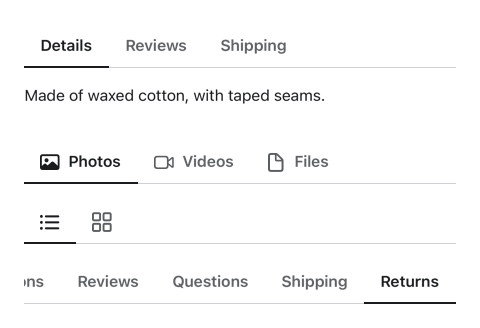 Details Reviews Shipping
Made of waxed cotton, with taped seams.
Photos Videos Files
Reviews Questions Shipping Returns